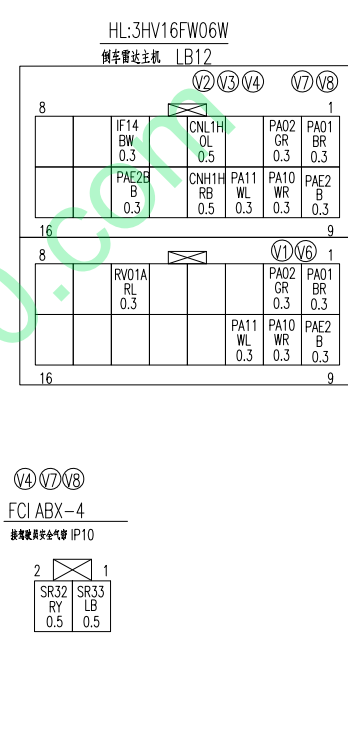 HL:3HV16FW06W
倒车雷达主机 LB12
V2 V3 V4 V7 V8
8 1
IF14 CNL1H PA02 PA01
BW OL GR BR
0.3 0.5 0.3 0.3
PAE2B CNH1H PA11 PA10 PAE2
B RB WL WR B
0.3 0.5 0.3 0.3 0.3
16 9
V1 V6
8 1
RV01A PA02 PA01
RL GR BR
0.3 0.3 0.3
PA11 PA10 PAE2
WL WR B
0.3 0.3 0.3
16 9
V4 V7 V8
FCI ABX-4
接驾驶员安全气帘 IP10
2 1
SR32 SR33
RY LB
0.5 0.5
0.com